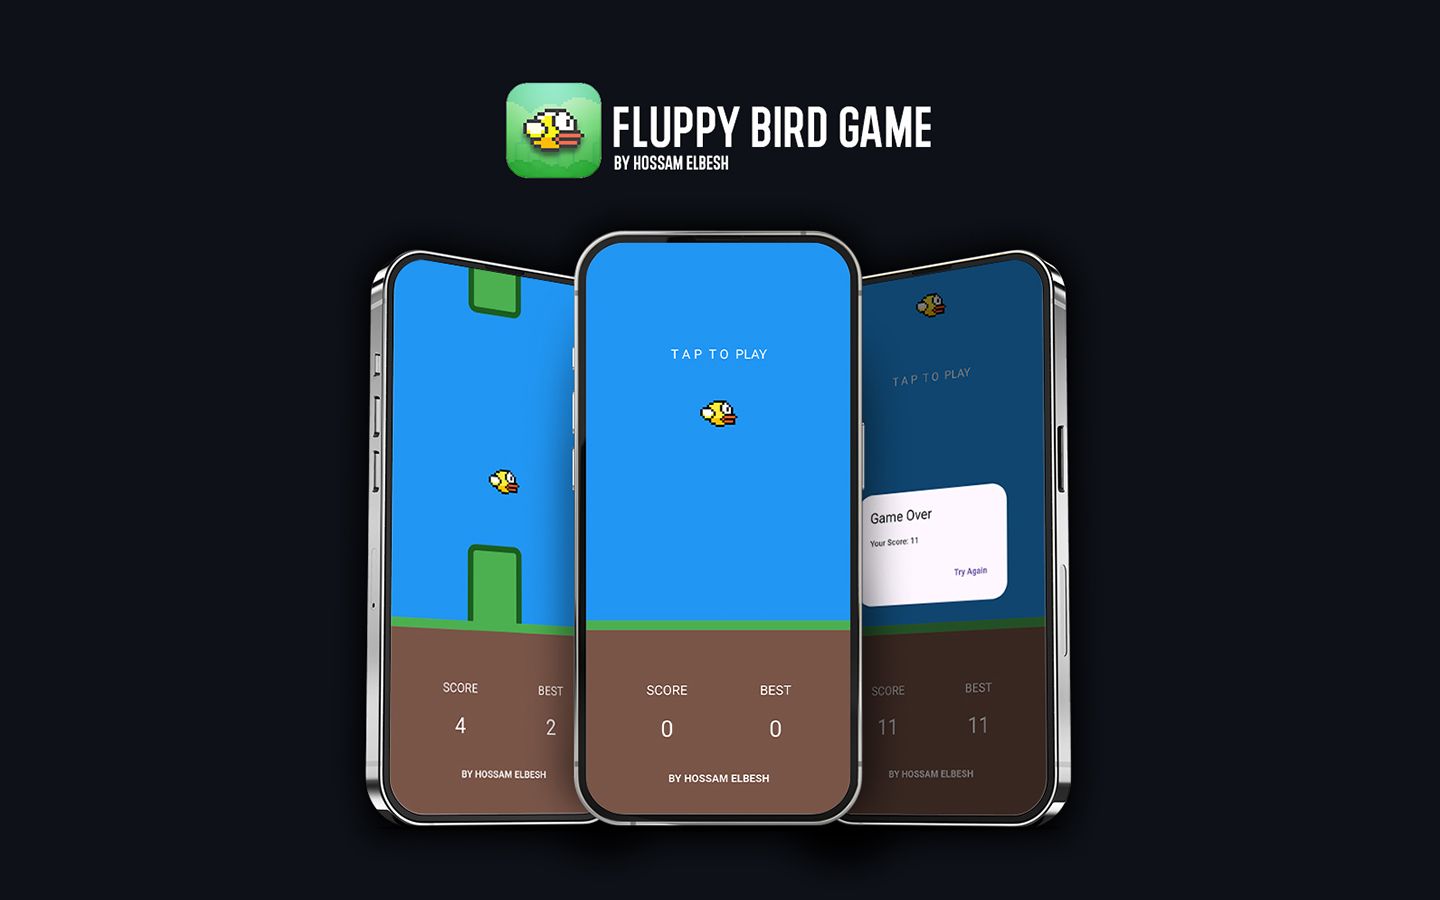 FLUPPY BIRD GAME
BY HOSSAM ELBESH
SCORE BEST
4 2
BY HOSSAM ELBESH
TAP TO PLAY
SCORE BEST
0 0
BY HOSSAM ELBESH
TAP TO PLAY
Game Over
Your Score: 11
Try Again
SCORE BEST
11 11
BY HOSSAM ELBESH